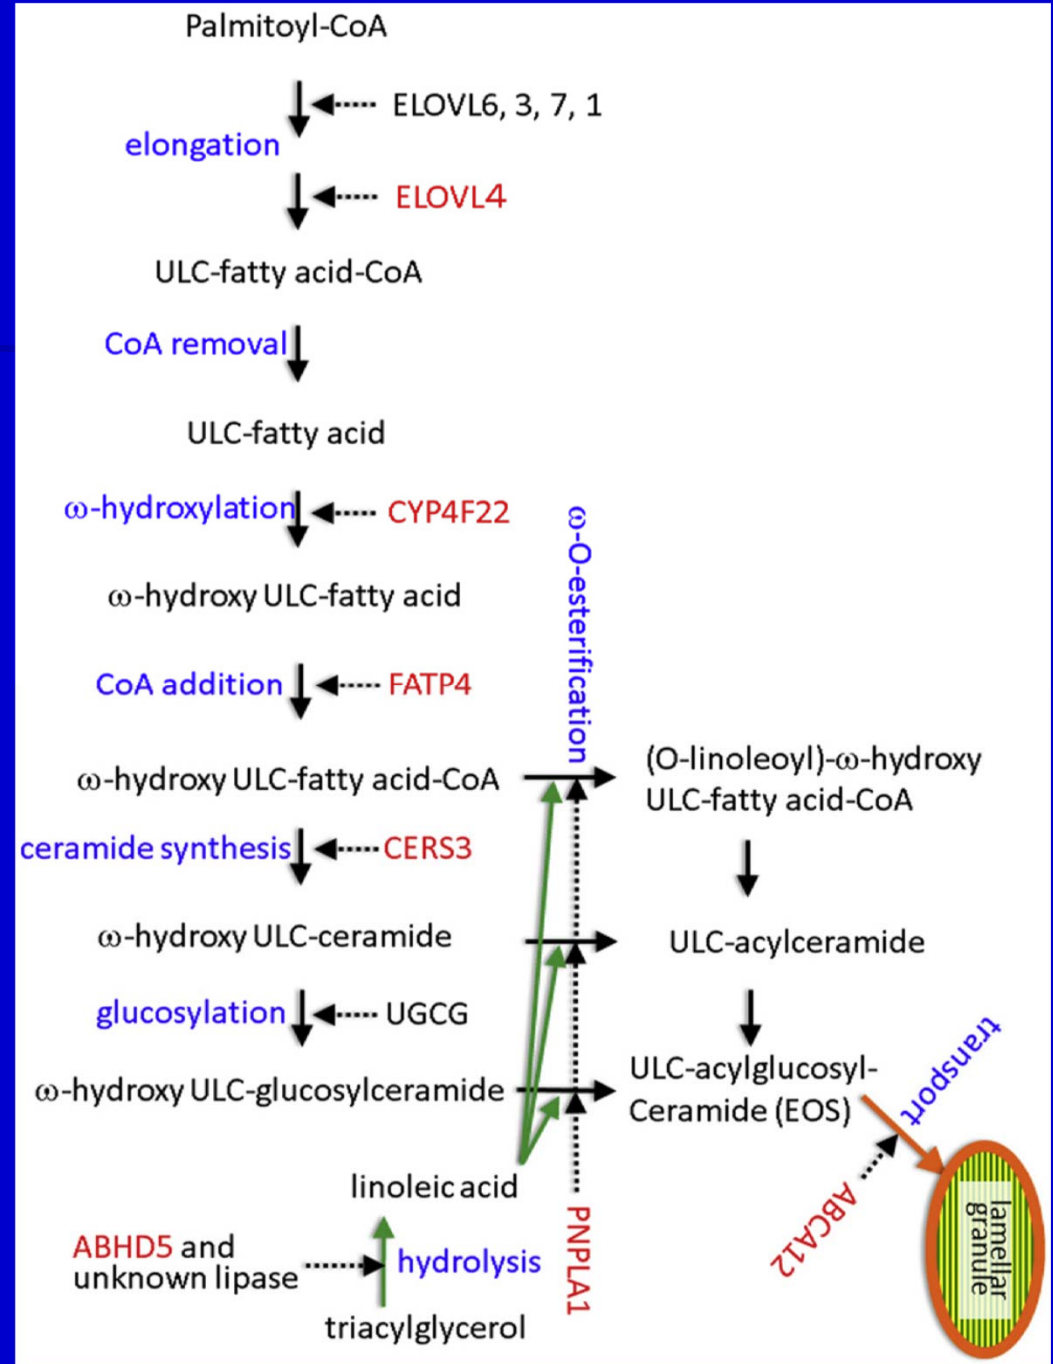 Palmitoyl-CoA
ELOVL6, 3, 7, 1
elongation
ELOVL4
ULC-fatty acid-CoA
CoA removal
ULC-fatty acid
ω-hydroxylation
CYP4F22
ω-O-esterification
ω-hydroxy ULC-fatty acid
CoA addition
FATP4
ω-hydroxy ULC-fatty acid-CoA
(O-linoleoyl)-ω-hydroxy
ULC-fatty acid-CoA
ceramide synthesis
CERS3
ω-hydroxy ULC-ceramide
ULC-acylceramide
glucosylation
UGCG
ω-hydroxy ULC-glucosylceramide
ULC-acylglucosyl-
Ceramide (EOS)
transport
linoleic acid
PNPLA1
ABCA12
lamellar
granule
ABHD5 and
unknown lipase
hydrolysis
triacylglycerol